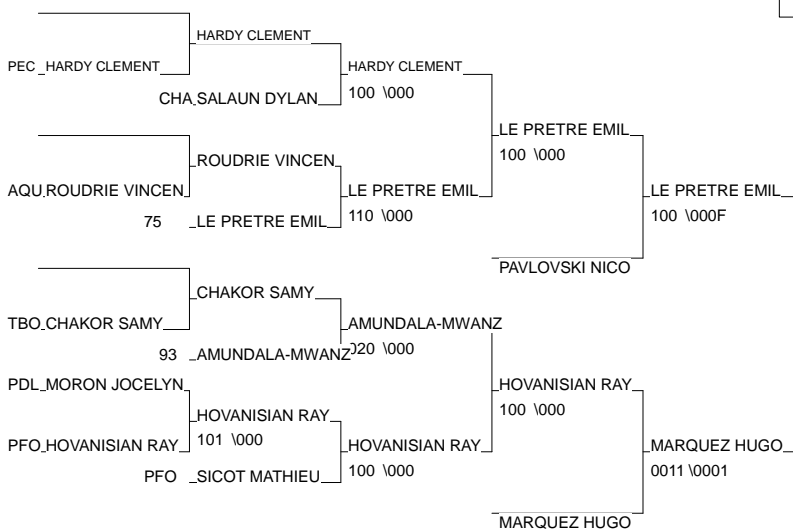 HARDY CLEMENT
PEC HARDY CLEMENT
HARDY CLEMENT
100 \000
CHA SALAUN DYLAN
LE PRETRE EMIL
100 \000
ROUDRIE VINCEN
AQU ROUDRIE VINCEN
LE PRETRE EMIL
110 \000
LE PRETRE EMIL
100 \000F
75 LE PRETRE EMIL
PAVLOVSKI NICO
CHAKOR SAMY
TBO CHAKOR SAMY
AMUNDALA-MWANZ
020 \000
93 AMUNDALA-MWANZ
PDL MORON JOCELYN
HOVANISIAN RAY
100 \000
HOVANISIAN RAY
101 \000
PFO HOVANISIAN RAY
HOVANISIAN RAY
100 \000
MARQUEZ HUGO
0011 \0001
PFO SICOT MATHIEU
MARQUEZ HUGO